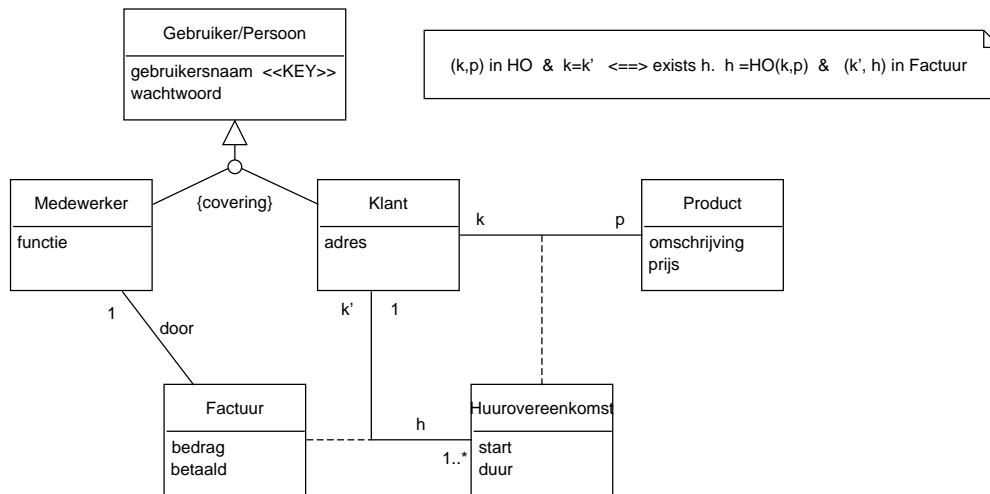 Gebruiker/Persoon
gebruikersnaam <<KEY>>
wachtwoord
(k,p) in HO & k=k’ <==> exists h. h =HO(k,p) & (k’, h) in Factuur
Medewerker
functie
{covering}
Klant
adres
k
p
Product
omschrijving
prijs
1
door
k’
1
Factuur
bedrag
betaald
h
1..*
Huurovereenkomst
start
duur